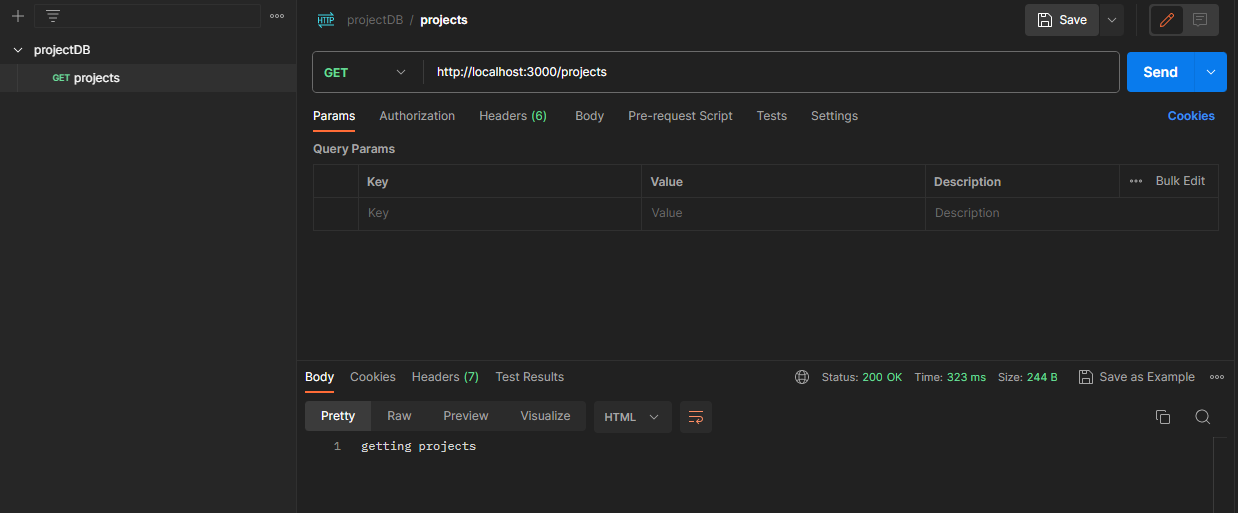 projectDB / projects
Save
projectDB
GET projects
GET http://localhost:3000/projects Send
Params Authorization Headers (6) Body Pre-request Script Tests Settings Cookies
Query Params
Key Value Description Bulk Edit
Key Value Description
Body Cookies Headers (7) Test Results Status: 200 OK Time: 323 ms Size: 244 B Save as Example
Pretty Raw Preview Visualize HTML
1 getting projects